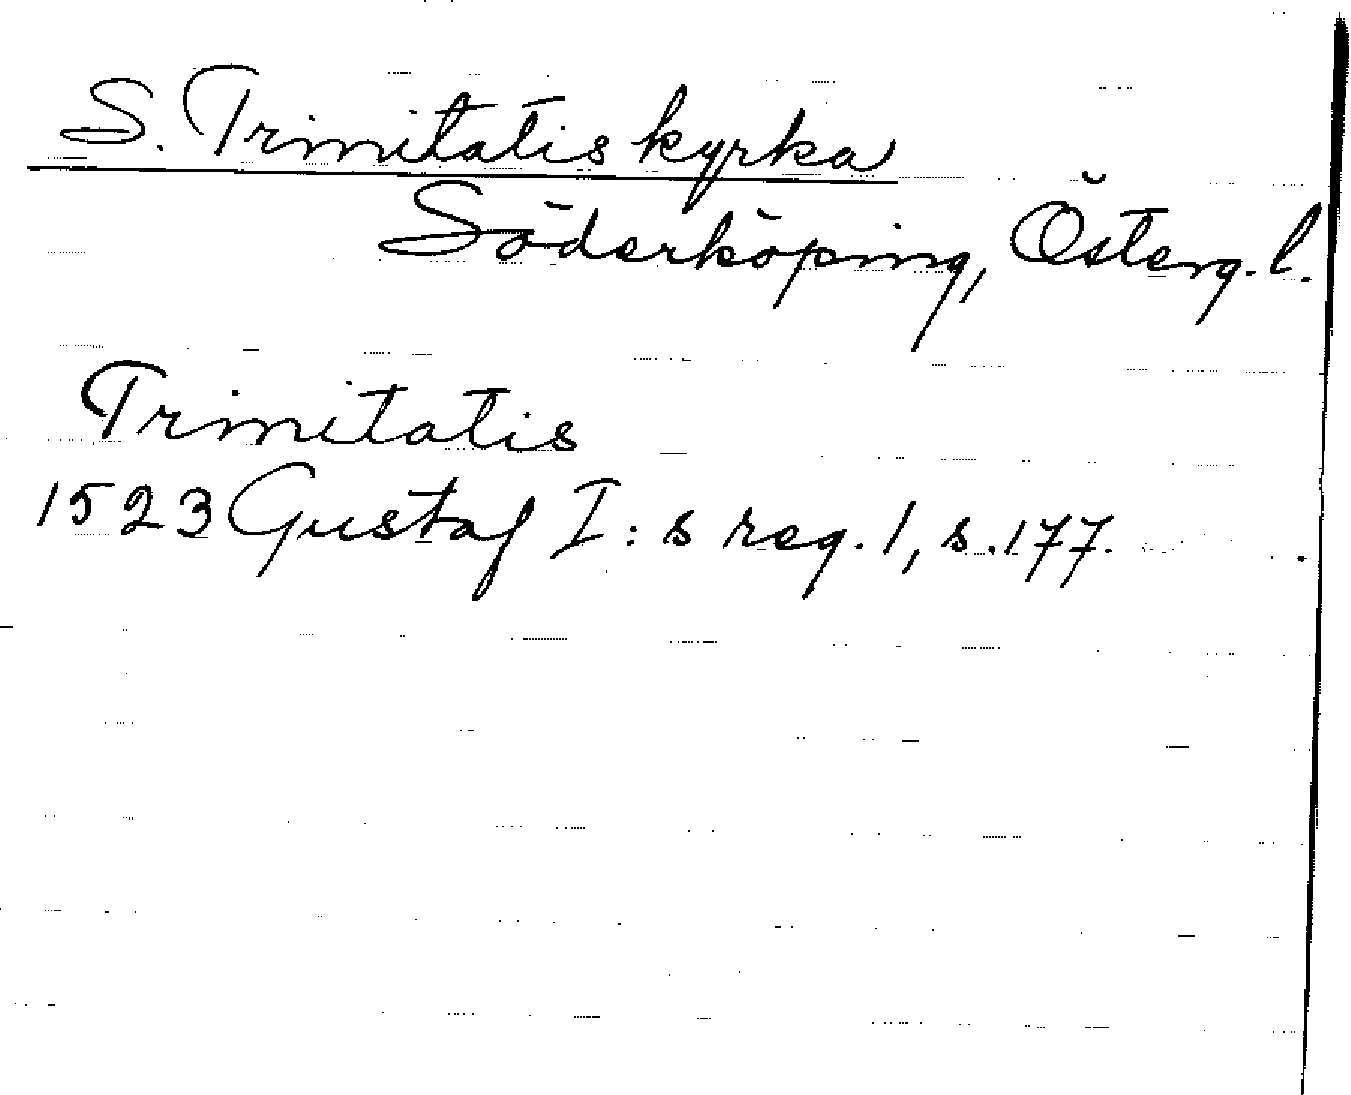 S. Trinitatis kyrka
Söderköping, Österg. l.
Trinitatis
1523 Gustaf I:s reg. 1, s. 177.